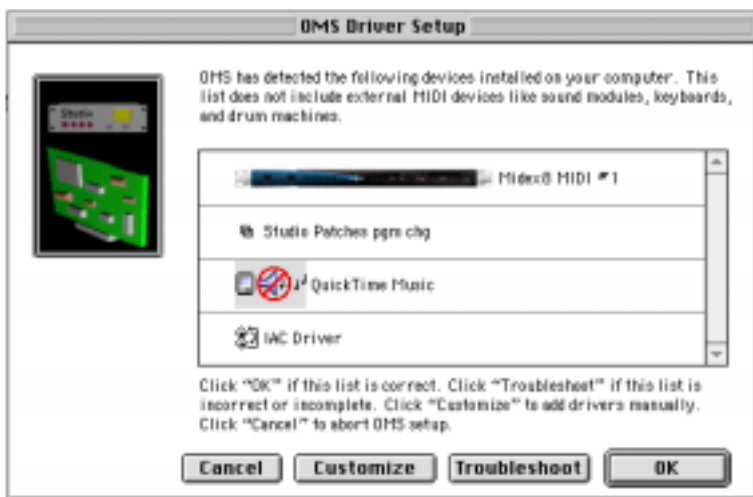 OMS Driver Setup
OMS has detected the following devices installed on your computer. This
list does not include external MIDI devices like sound modules, keyboards,
and drum machines.
Studio
Midex8 MIDI #1
Studio Patches pgm chg
QuickTime Music
IAC Driver
Click "OK" if this list is correct. Click "Troubleshoot" if this list is
incorrect or incomplete. Click "Customize" to add drivers manually.
Click "Cancel" to abort OMS setup.
Cancel
Customize
Troubleshoot
OK